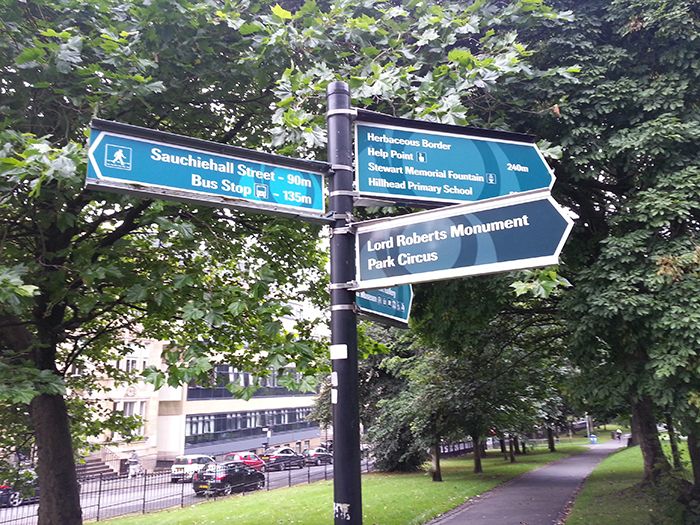 Sauchiehall Street - 90m
Bus Stop - 135m
Herbaceous Border
Help Point
Stewart Memorial Fountain
Hillhead Primary School
240m
Lord Roberts Monument
Park Circus